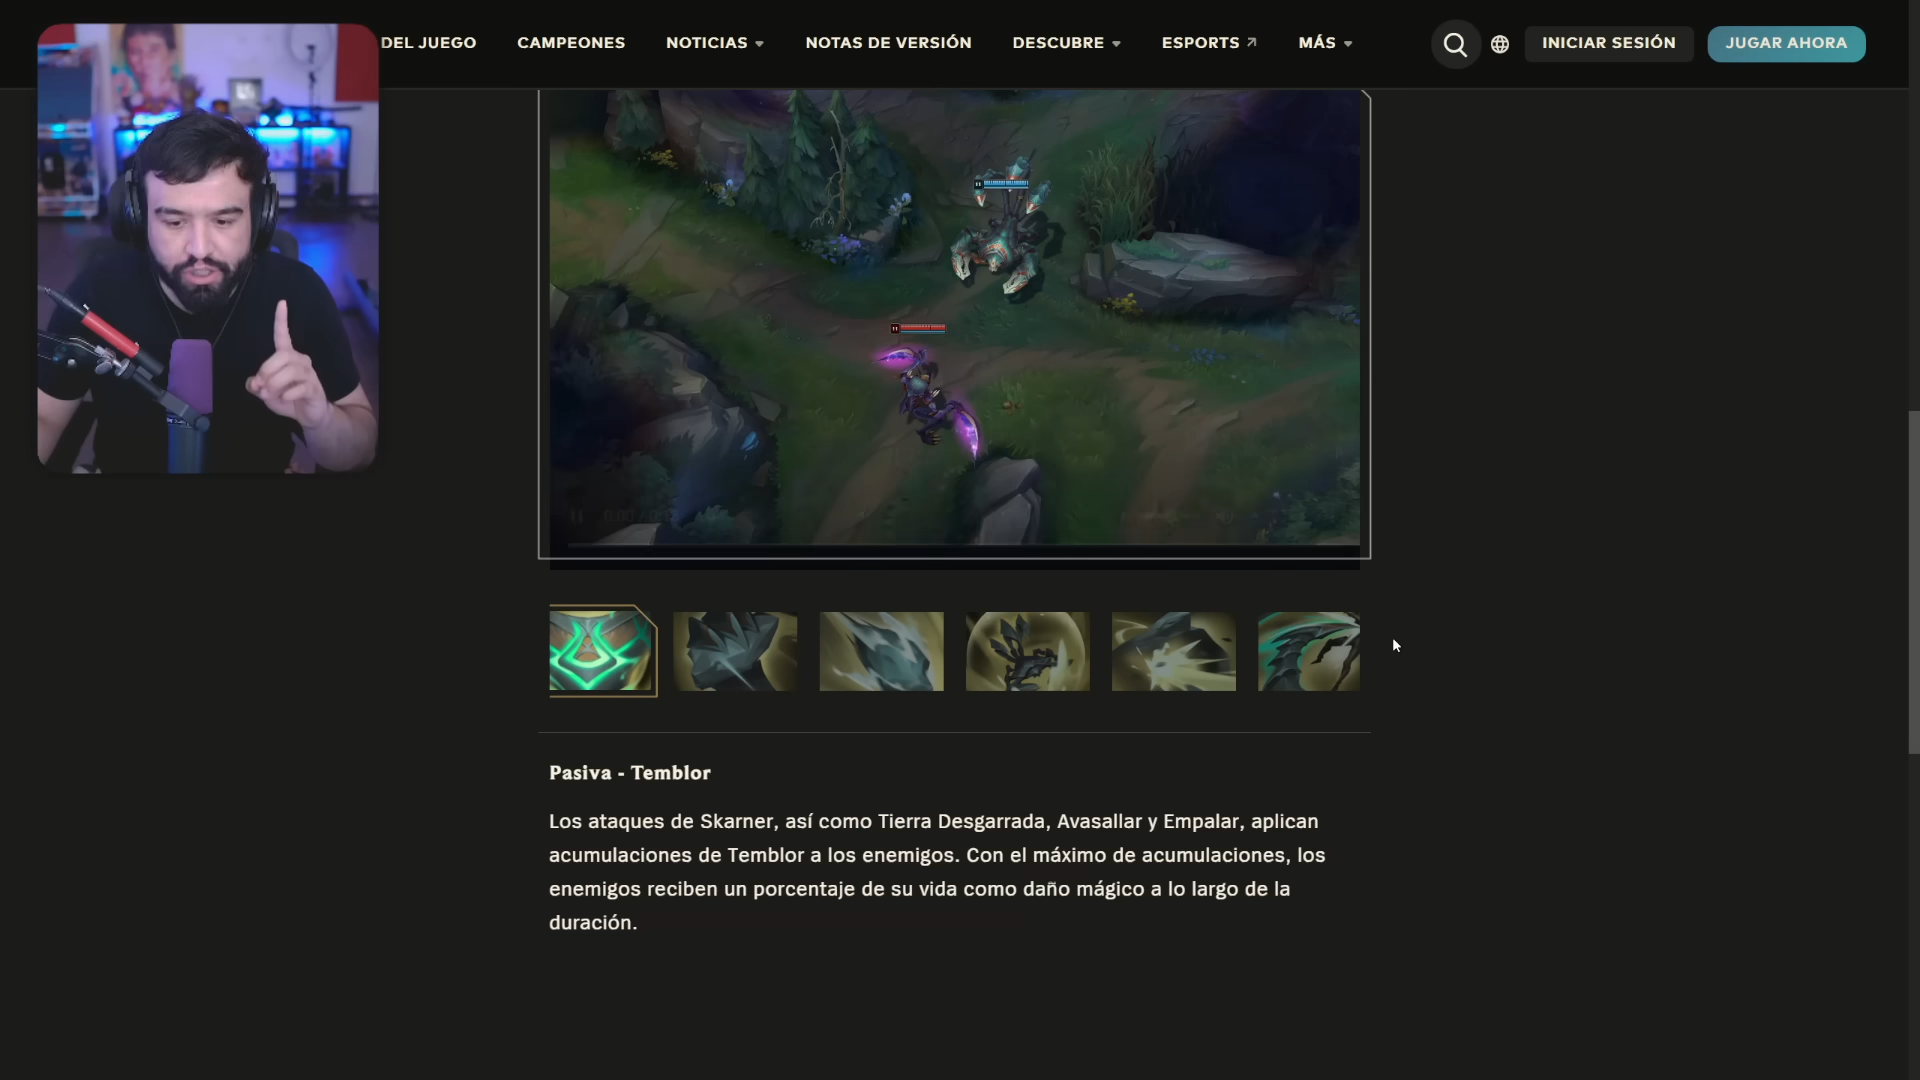 DEL JUEGO
CAMPEONES
NOTICIAS
NOTAS DE VERSIÓN
DESCUBRE
ESPORTS
MÁS
INICIAR SESIÓN
JUGAR AHORA
Pasiva - Temblor
Los ataques de Skarner, así como Tierra Desgarrada, Avasallar y Empalar, aplican
acumulaciones de Temblor a los enemigos. Con el máximo de acumulaciones, los
enemigos reciben un porcentaje de su vida como daño mágico a lo largo de la
duración.